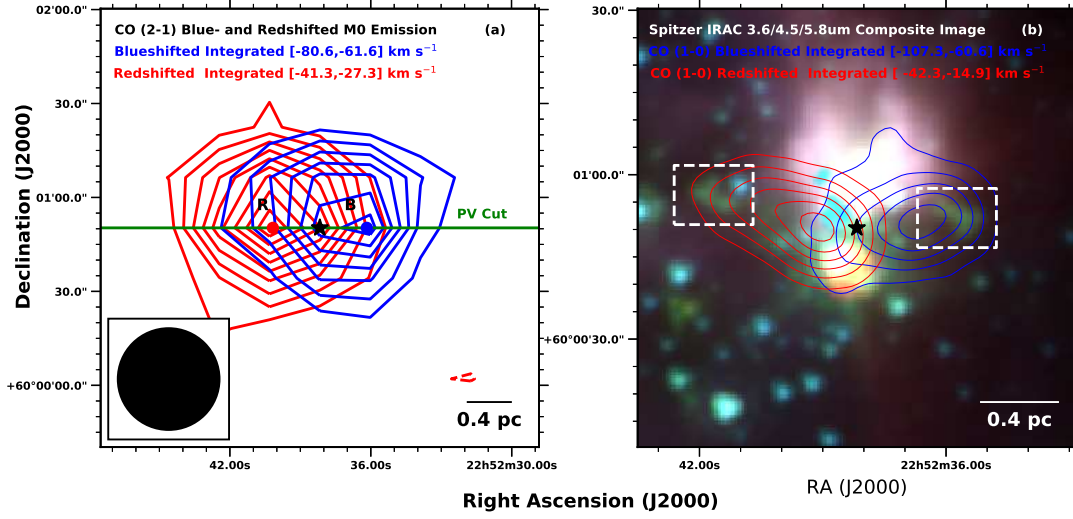 CO (2-1) Blue- and Redshifted M0 Emission (a)
Blueshifted Integrated [-80.6,-61.6] km s⁻¹
Redshifted Integrated [-41.3,-27.3] km s⁻¹
R
B
PV Cut
0.4 pc
02'00.0"
30.0"
01'00.0"
30.0"
+60°00'00.0"
Declination (J2000)
42.00s
36.00s
22h52m30.00s
Spitzer IRAC 3.6/4.5/5.8um Composite Image (b)
CO (1-0) Blueshifted Integrated [-107.3,-60.6] km s⁻¹
CO (1-0) Redshifted Integrated [ -42.3,-14.9] km s⁻¹
0.4 pc
30.0"
01'00.0"
+60°00'30.0"
42.00s
22h52m36.00s
RA (J2000)
Right Ascension (J2000)